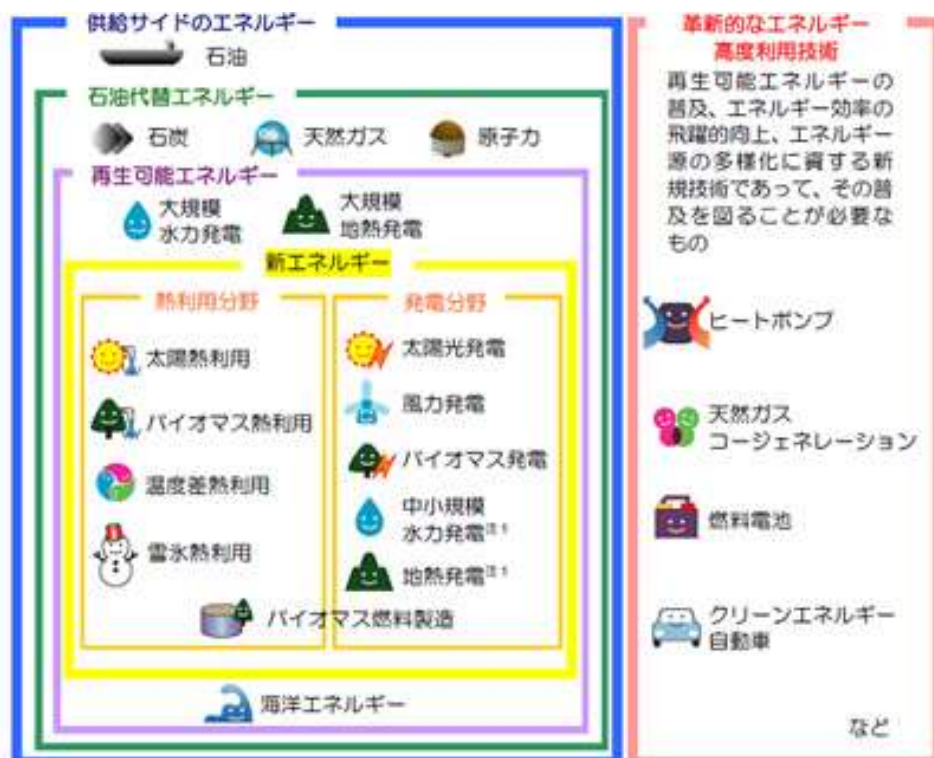 供給サイドのエネルギー
石油
石油代替エネルギー
石炭
天然ガス
原子力
再生可能エネルギー
大規模
水力発電
大規模
地熱発電
新エネルギー
熱利用分野
太陽熱利用
バイオマス熱利用
温度差熱利用
雪氷熱利用
発電分野
太陽光発電
風力発電
バイオマス発電
中小規模
水力発電注1
地熱発電注1
バイオマス燃料製造
海洋エネルギー
革新的なエネルギー
高度利用技術
再生可能エネルギーの
普及、エネルギー効率の
飛躍的向上、エネルギー
源の多様化に資する新
規技術であって、その普
及を図ることが必要な
もの
ヒートポンプ
天然ガス
コージェネレーション
燃料電池
クリーンエネルギー
自動車
など